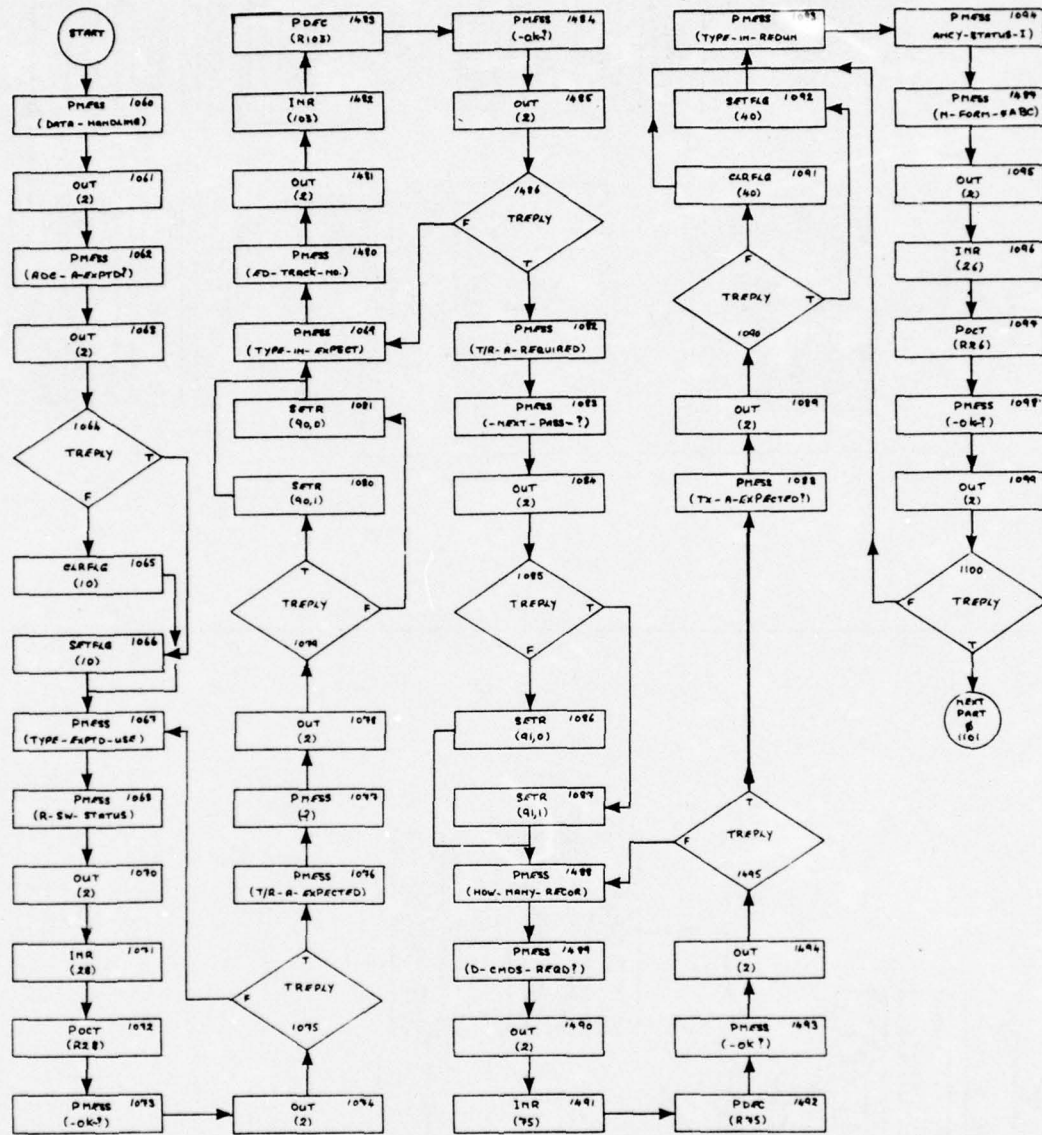 START
PMESS 1060
(DATA-HANDLING)
OUT 1061
(2)
PMESS 1062
(ADC-A-EXPTD?)
OUT 1063
(2)
1064
TREPLY
T
F
CLRFLG 1065
(10)
SETFLG 1066
(10)
PMESS 1067
(TYPE-EXPTD-USE)
PMESS 1068
(R-SW-STATUS)
OUT 1070
(2)
INR 1071
(28)
POCT 1072
(R28)
PMESS 1073
(-OK-?)
OUT 1074
(2)
1075
TREPLY
F
T
PMESS 1076
(T/R-A-EXPECTED)
PMESS 1077
(-?)
OUT 1078
(2)
1079
TREPLY
T
F
SETR 1080
(90,1)
SETR 1081
(90,0)
PMESS 1069
(TYPE-IN-EXPECT)
PMESS 1480
(ED-TRACK-NO.)
OUT 1481
(2)
INR 1482
(103)
PDEC 1483
(R103)
PMESS 1484
(-OK?)
OUT 1485
(2)
1486
TREPLY
F
T
PMESS 1082
(T/R-A-REQUIRED)
PMESS 1083
(-NEXT-PASS-?)
OUT 1084
(2)
1085
TREPLY
T
F
SETR 1086
(91,0)
SETR 1087
(91,1)
PMESS 1488
(HOW-MANY-RECOR)
PMESS 1489
(D-CMDS-REQD?)
OUT 1490
(2)
INR 1491
(75)
PDEC 1492
(R75)
PMESS 1493
(-OK?)
OUT 1494
(2)
1495
TREPLY
F
T
PMESS 1088
(TX-A-EXPECTED?)
OUT 1089
(2)
1090
TREPLY
F
T
CLRFLG 1091
(40)
SETFLG 1092
(40)
PMESS 1093
(TYPE-IN-REDUN
PMESS 1094
ANCY-STATUS-I)
PMESS 1487
(N-FORM-#ABC)
OUT 1095
(2)
INR 1096
(26)
POCT 1097
(R26)
PMESS 1098
(-OK-?)
OUT 1099
(2)
1100
TREPLY
F
T
NEXT
PART
@
1101